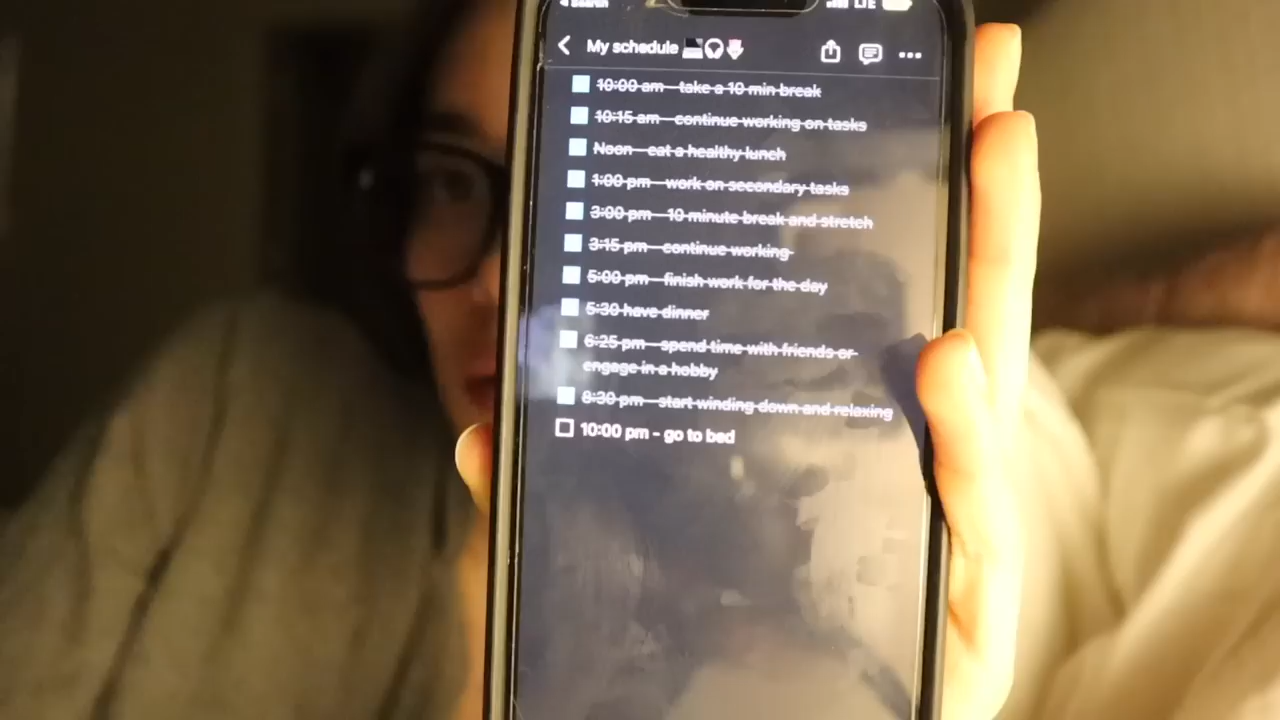 LTE
My schedule
10:00 am - take a 10 min break
10:15 am - continue working on tasks
Noon - eat a healthy lunch
1:00 pm - work on secondary tasks
3:00 pm - 10 minute break and stretch
3:15 pm - continue working
5:00 pm - finish work for the day
5:30 have dinner
6:25 pm - spend time with friends or
engage in a hobby
8:30 pm - start winding down and relaxing
10:00 pm - go to bed